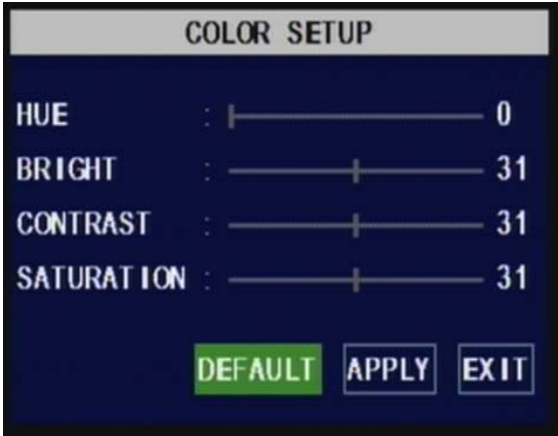 COLOR SETUP
HUE : 0
BRIGHT : 31
CONTRAST : 31
SATURATION : 31
DEFAULT APPLY EXIT